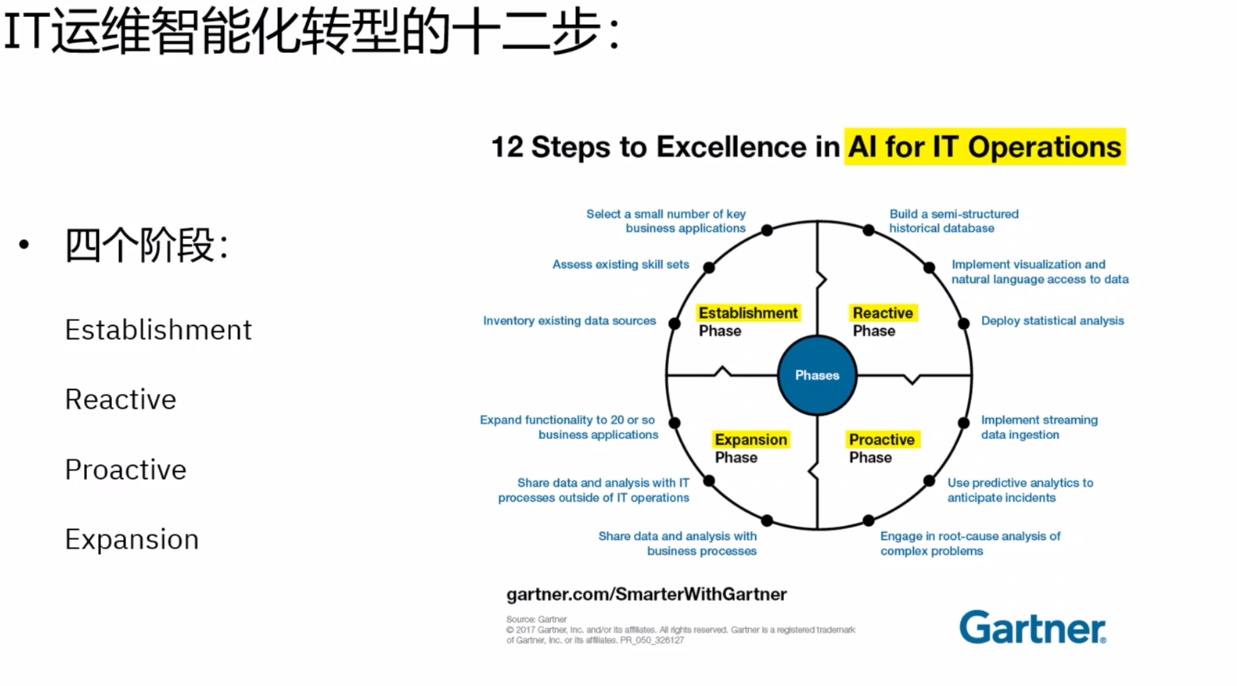 IT运维智能化转型的十二步：
• 四个阶段：
Establishment
Reactive
Proactive
Expansion
12 Steps to Excellence in AI for IT Operations
Select a small number of key
business applications
Assess existing skill sets
Inventory existing data sources
Build a semi-structured
historical database
Implement visualization and
natural language access to data
Deploy statistical analysis
Establishment
Phase
Reactive
Phase
Phases
Expansion
Phase
Proactive
Phase
Expand functionality to 20 or so
business applications
Share data and analysis with IT
processes outside of IT operations
Share data and analysis with
business processes
Implement streaming
data ingestion
Use predictive analytics to
anticipate incidents
Engage in root-cause analysis of
complex problems
gartner.com/SmarterWithGartner
Source: Gartner
© 2017 Gartner, Inc. and/or its affiliates. All rights reserved. Gartner is a registered trademark
of Gartner, Inc. or its affiliates. PR_050_326127
Gartner®